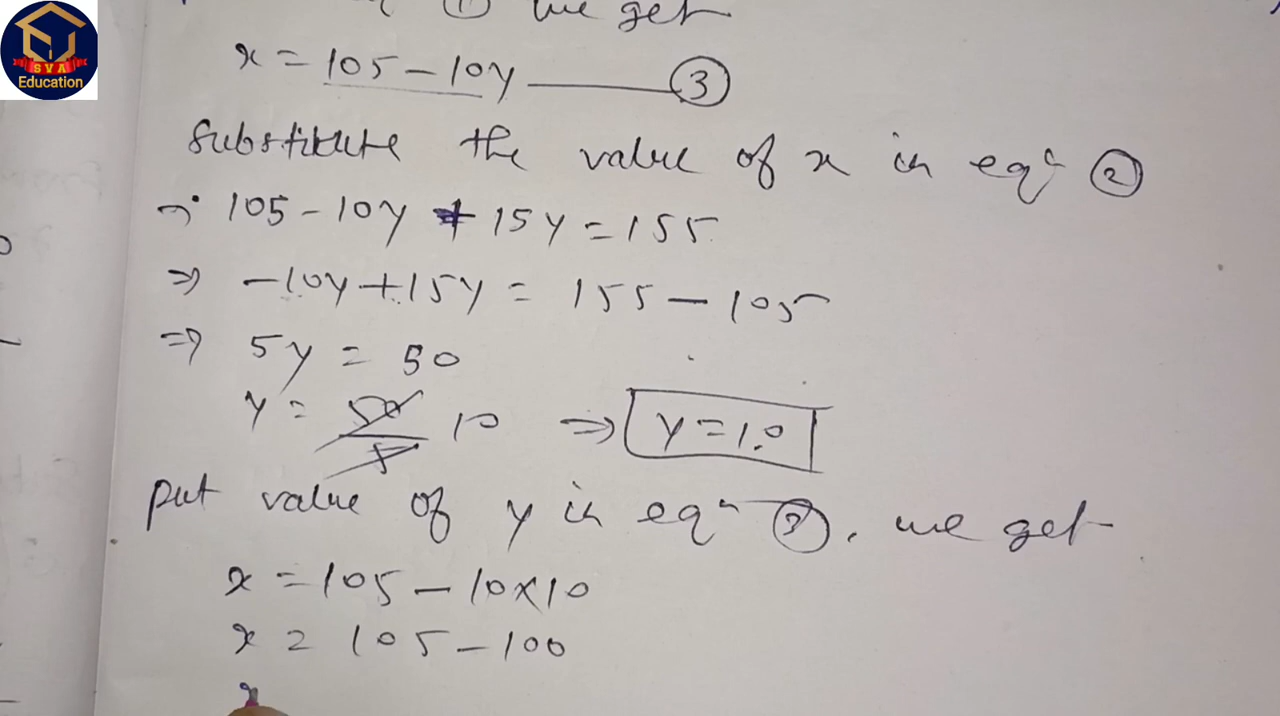 SVA
Education
① we get
x = 105 - 10y ——— ③
Substitute the value of x in eqⁿ ②
⇒ 105 - 10y + 15y = 155
⇒ -10y + 15y = 155 - 105
⇒ 5y = 50
y = 50/5 10 ⇒ y = 10
put value of y in eqⁿ ③, we get
x = 105 - 10×10
x = 105 - 100